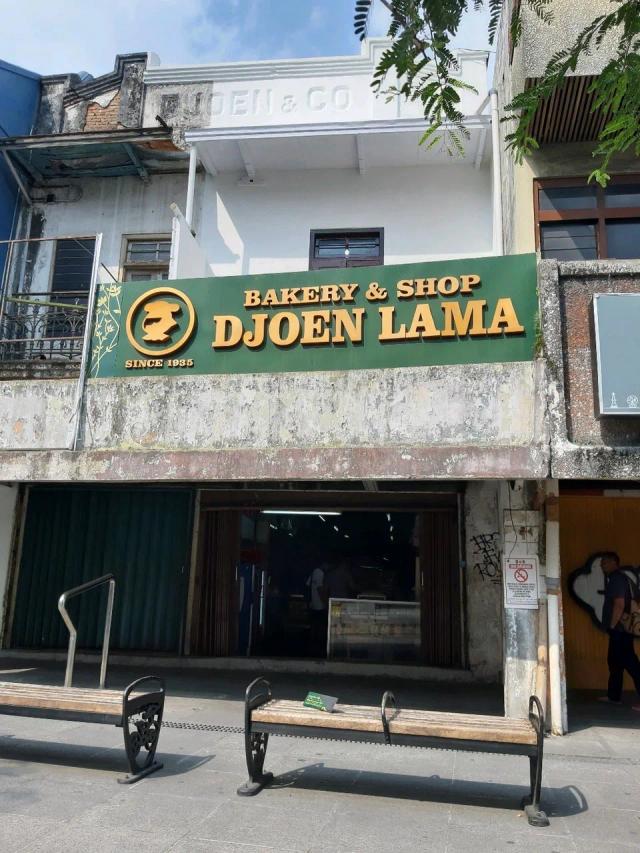 DJOEN & CO
BAKERY & SHOP
DJOEN LAMA
SINCE 1935